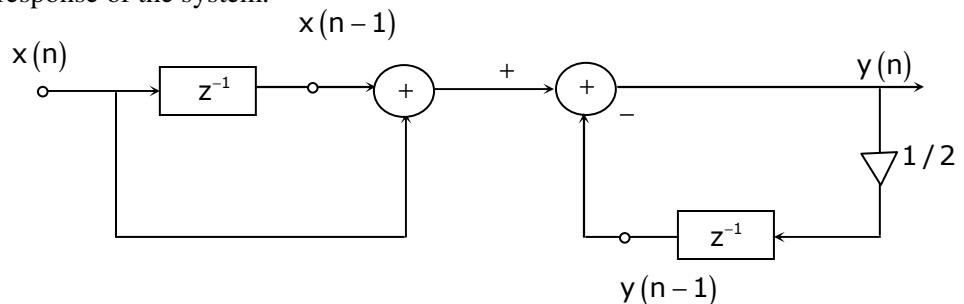 response of the system.
x(n)
x(n−1)
z⁻¹
+
+
+
−
y(n)
1/2
z⁻¹
y(n−1)